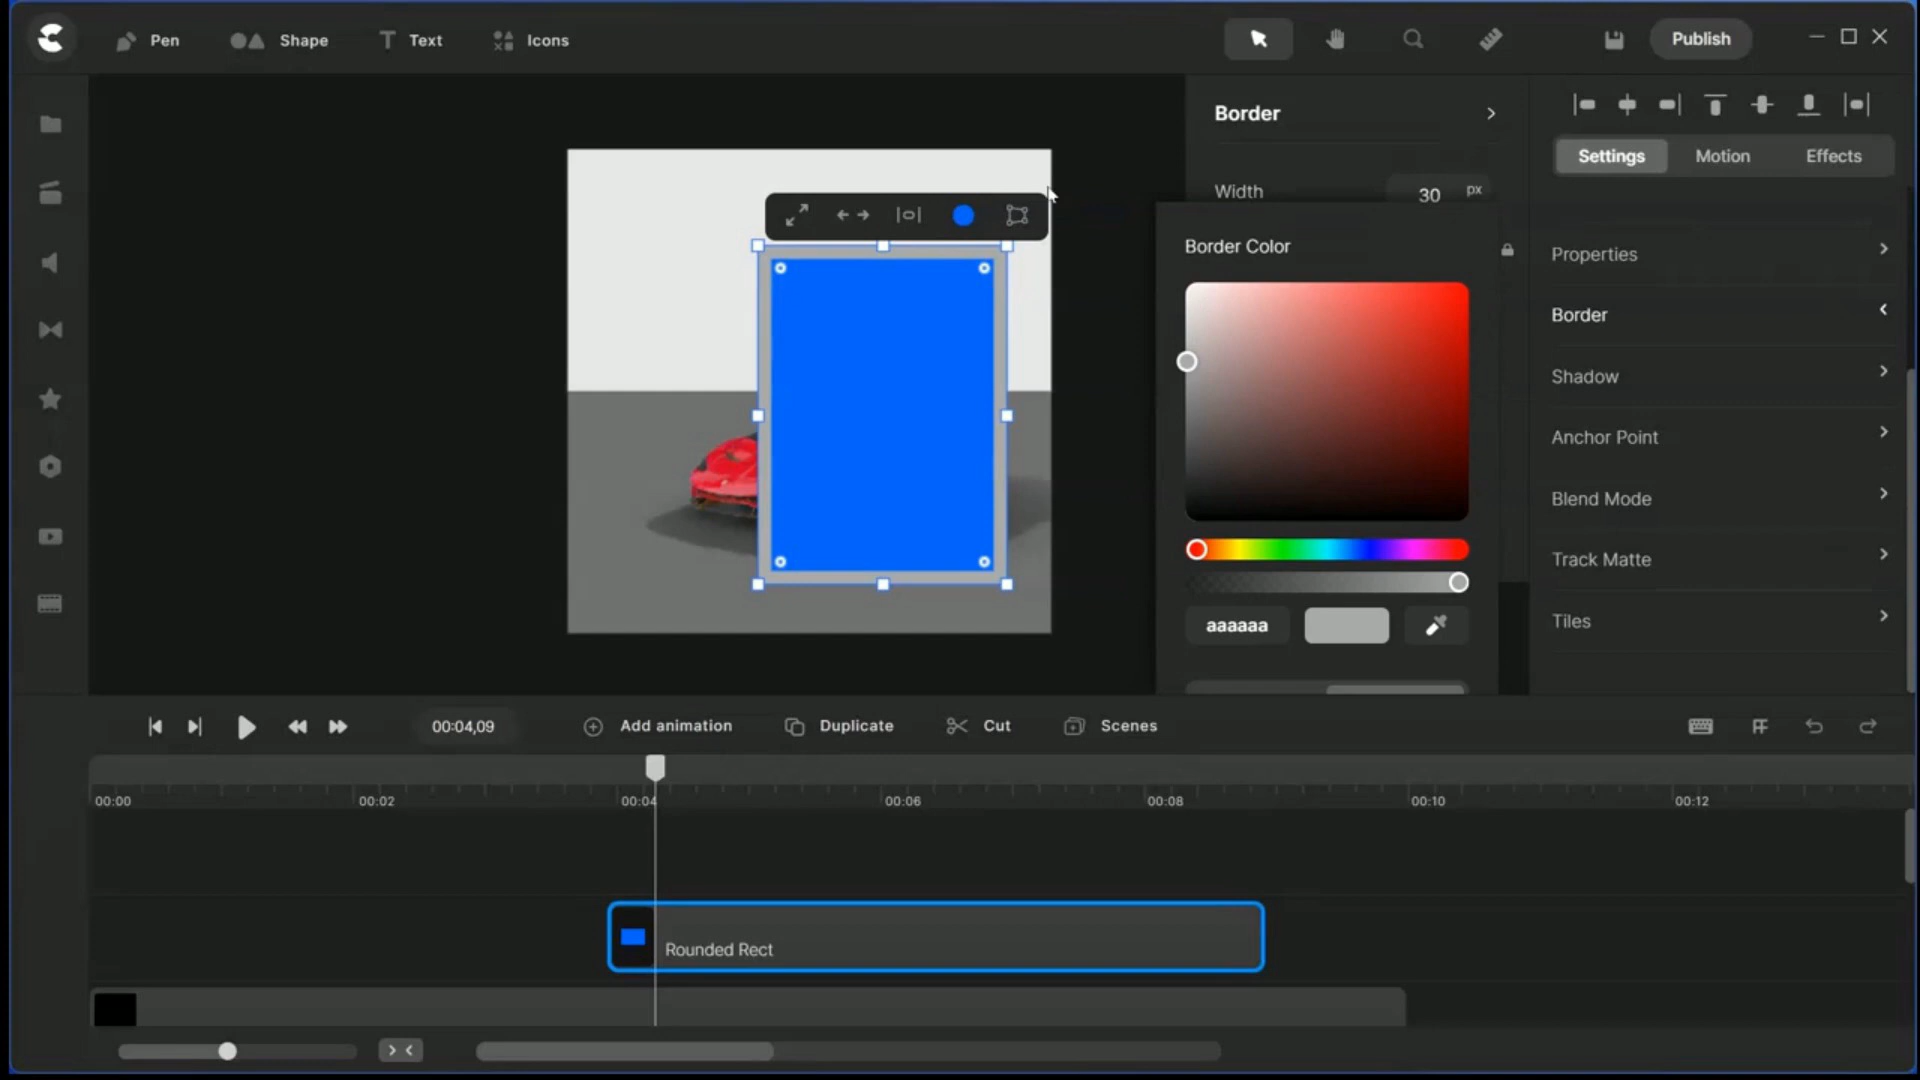 Pen
Shape
Text
Icons
Publish
Border
Width
30
px
Border Color
aaaaaa
Settings
Motion
Effects
Properties
Border
Shadow
Anchor Point
Blend Mode
Track Matte
Tiles
00:04,09
Add animation
Duplicate
Cut
Scenes
00:00
00:02
00:04
00:06
00:08
00:10
00:12
Rounded Rect